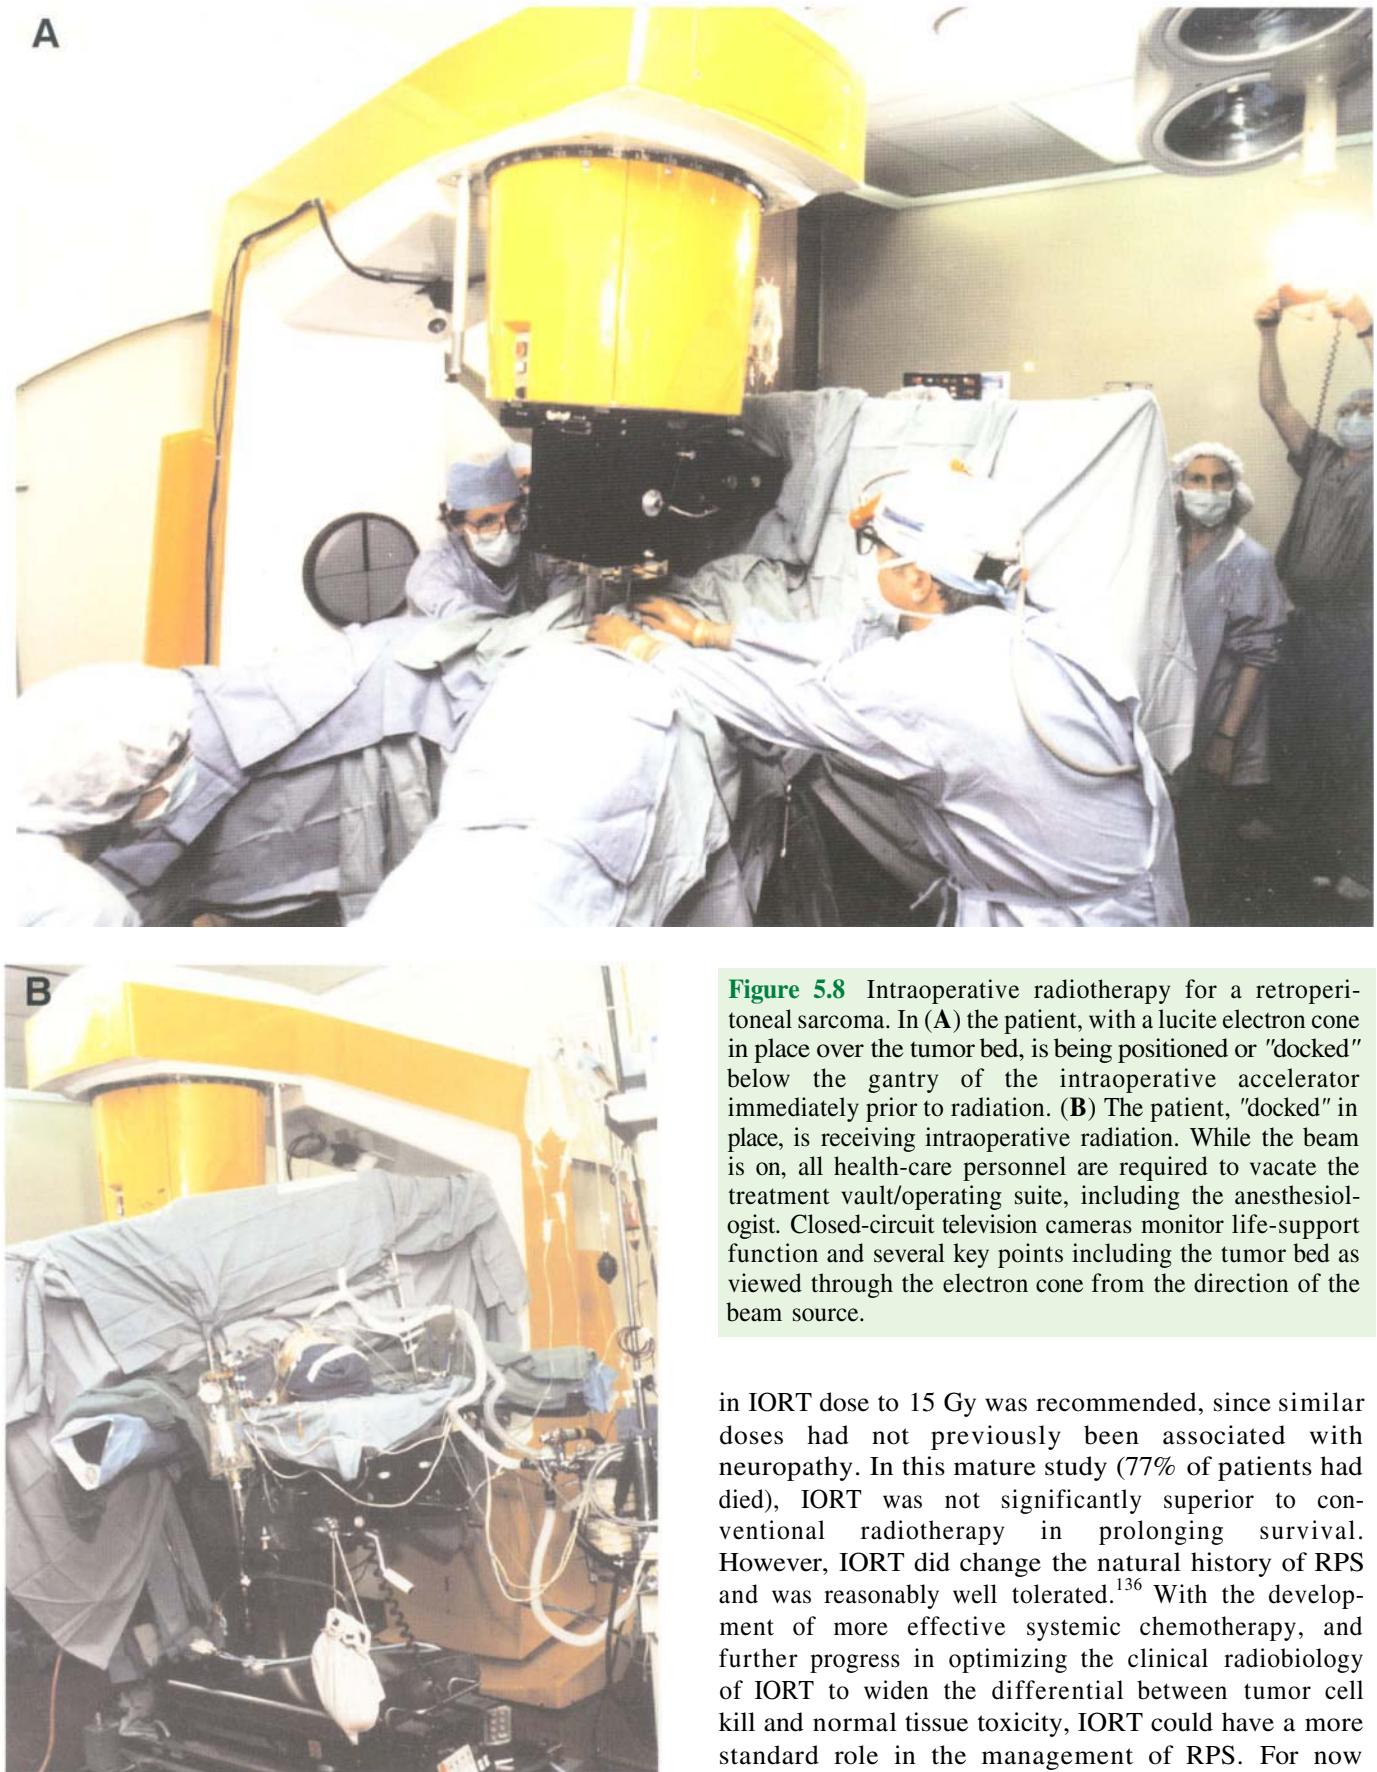 A
B
Figure 5.8 Intraoperative radiotherapy for a retroperi-
toneal sarcoma. In (A) the patient, with a lucite electron cone
in place over the tumor bed, is being positioned or "docked"
below the gantry of the intraoperative accelerator
immediately prior to radiation. (B) The patient, "docked" in
place, is receiving intraoperative radiation. While the beam
is on, all health-care personnel are required to vacate the
treatment vault/operating suite, including the anesthesiol-
ogist. Closed-circuit television cameras monitor life-support
function and several key points including the tumor bed as
viewed through the electron cone from the direction of the
beam source.
in IORT dose to 15 Gy was recommended, since similar
doses had not previously been associated with
neuropathy. In this mature study (77% of patients had
died), IORT was not significantly superior to con-
ventional radiotherapy in prolonging survival.
However, IORT did change the natural history of RPS
and was reasonably well tolerated.136 With the develop-
ment of more effective systemic chemotherapy, and
further progress in optimizing the clinical radiobiology
of IORT to widen the differential between tumor cell
kill and normal tissue toxicity, IORT could have a more
standard role in the management of RPS. For now